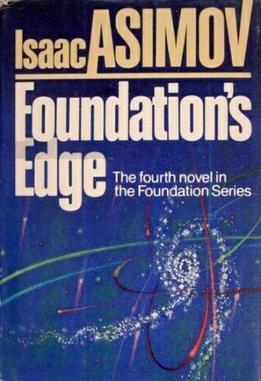 Isaac ASIMOV
Foundation's
Edge
The fourth novel in
the Foundation Series